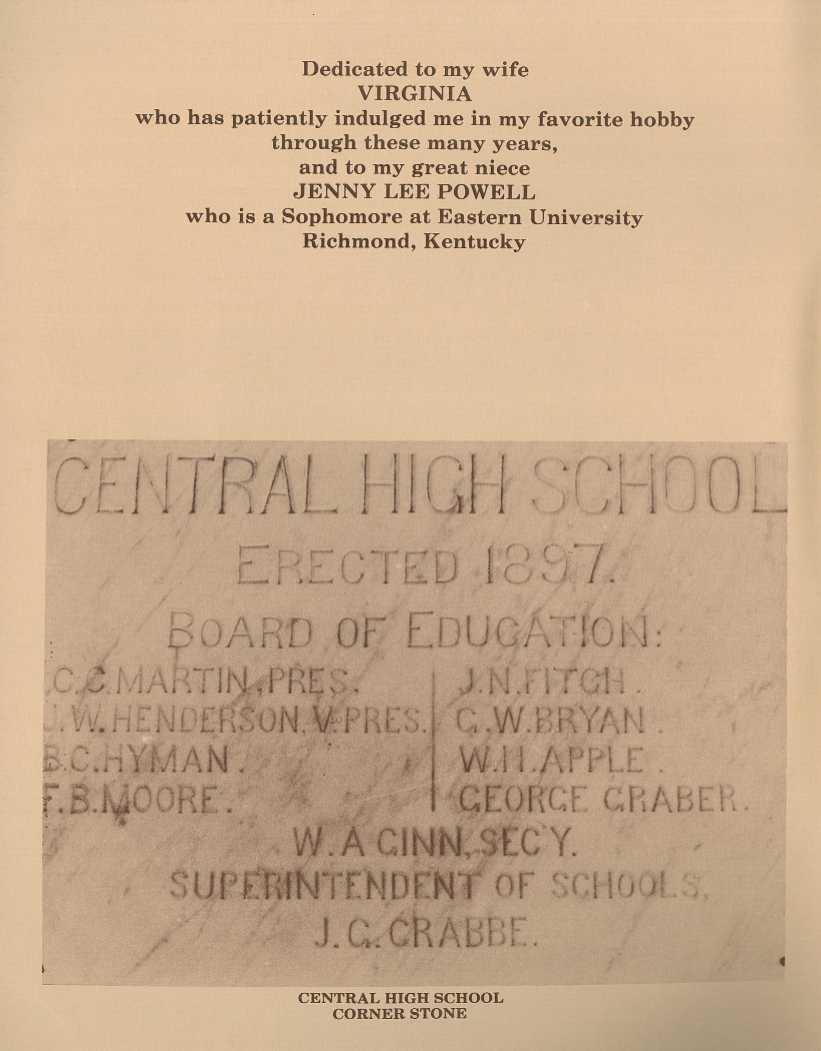 Dedicated to my wife
VIRGINIA
who has patiently indulged me in my favorite hobby
through these many years,
and to my great niece
JENNY LEE POWELL
who is a Sophomore at Eastern University
Richmond, Kentucky
CENTRAL HIGH SCHOOL
ERECTED 1897.
BOARD OF EDUCATION:
C.C. MARTIN, PRES.
J.W. HENDERSON, V. PRES.
B.C. HYMAN.
F.B. MOORE.
J.N. FITCH.
G.W. BRYAN.
W.H. APPLE.
GEORGE GRABER.
W.A GINN, SEC'Y.
SUPERINTENDENT OF SCHOOLS,
J.G. CRABBE.
CENTRAL HIGH SCHOOL
CORNER STONE